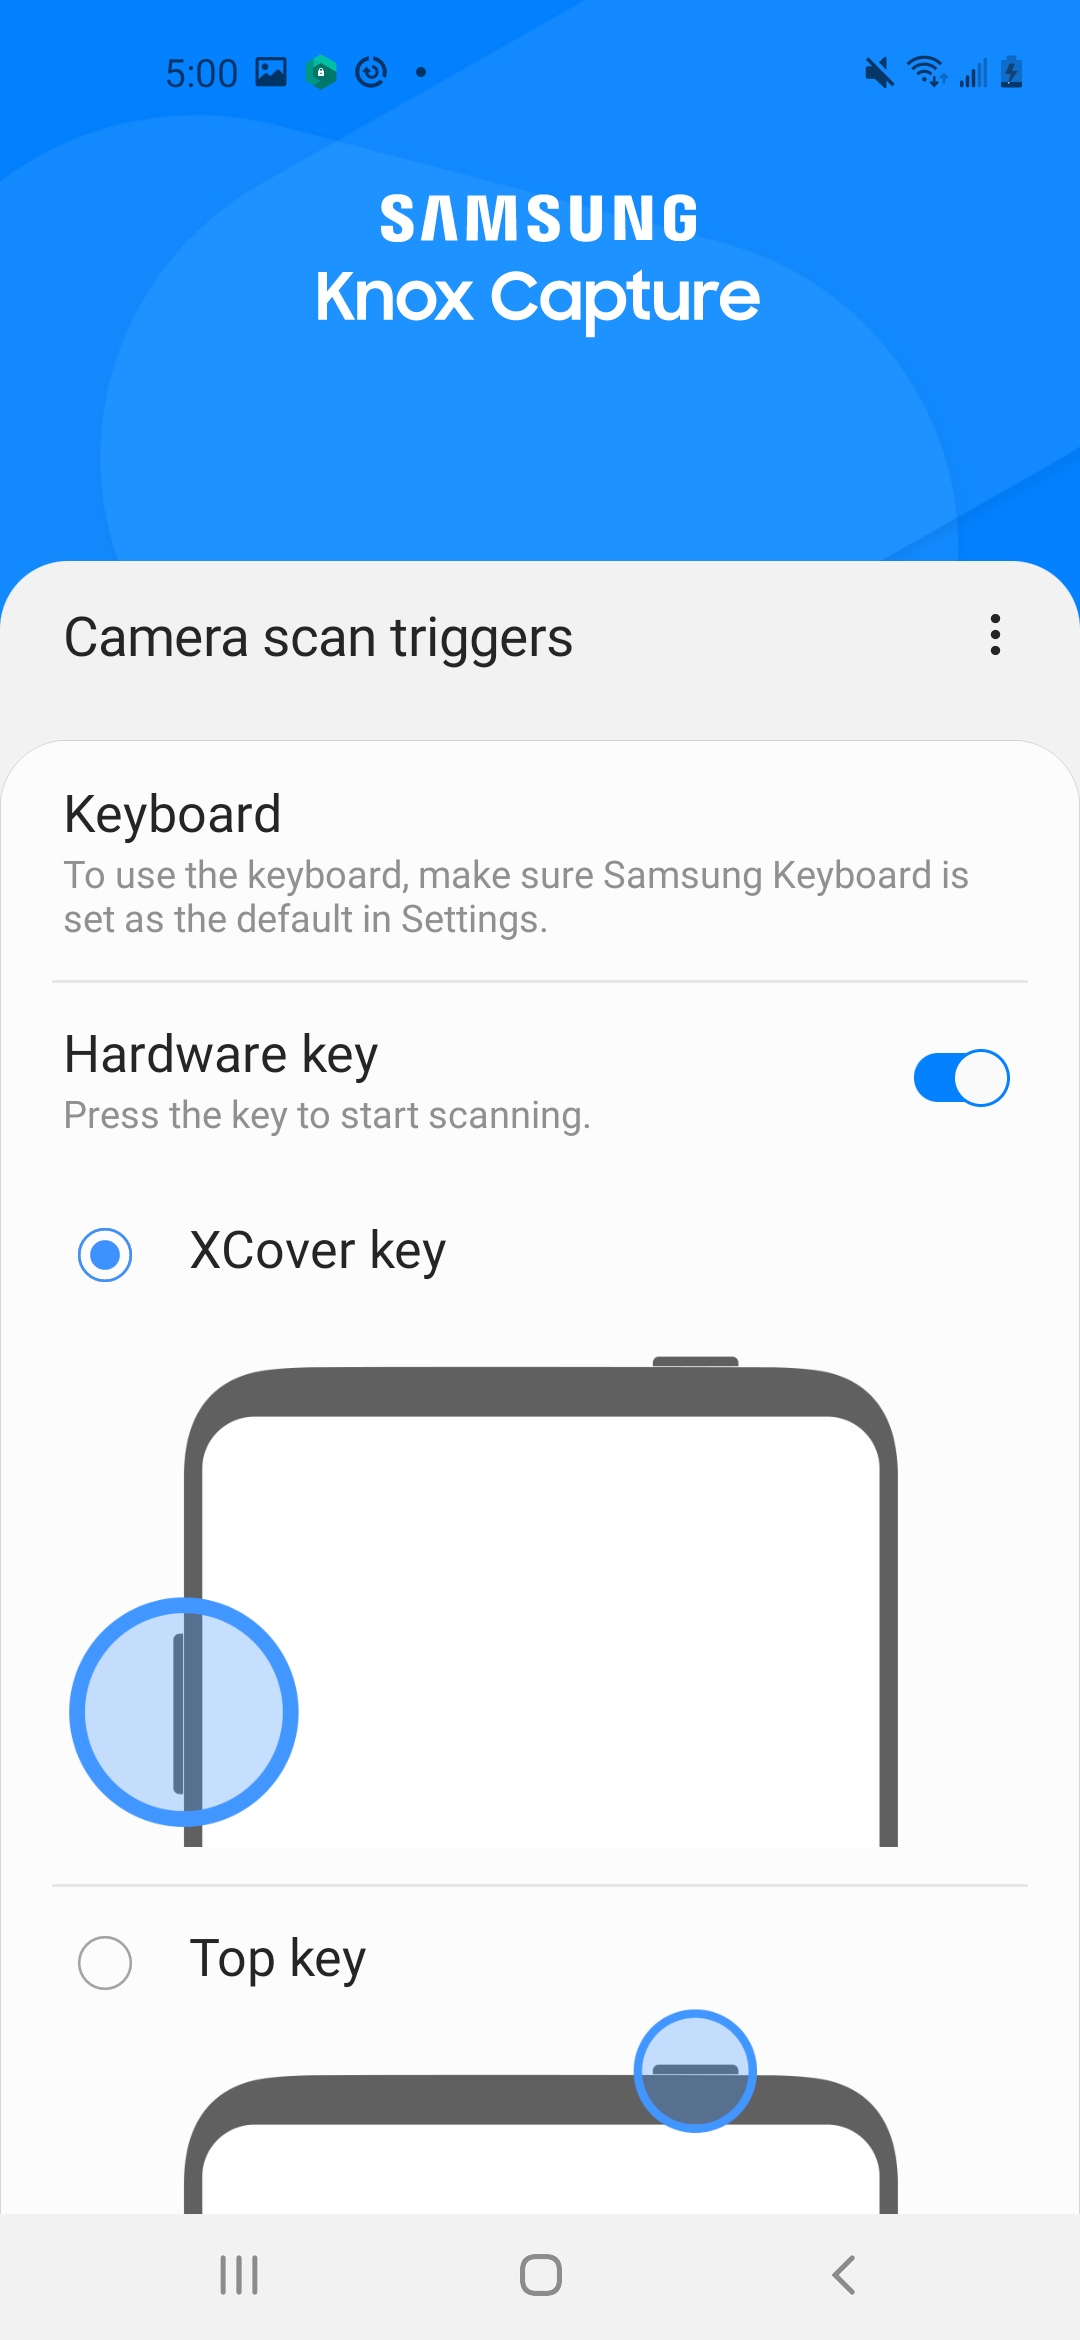 5:00
SAMSUNG
Knox Capture
Camera scan triggers
Keyboard
To use the keyboard, make sure Samsung Keyboard is
set as the default in Settings.
Hardware key
Press the key to start scanning.
XCover key
Top key